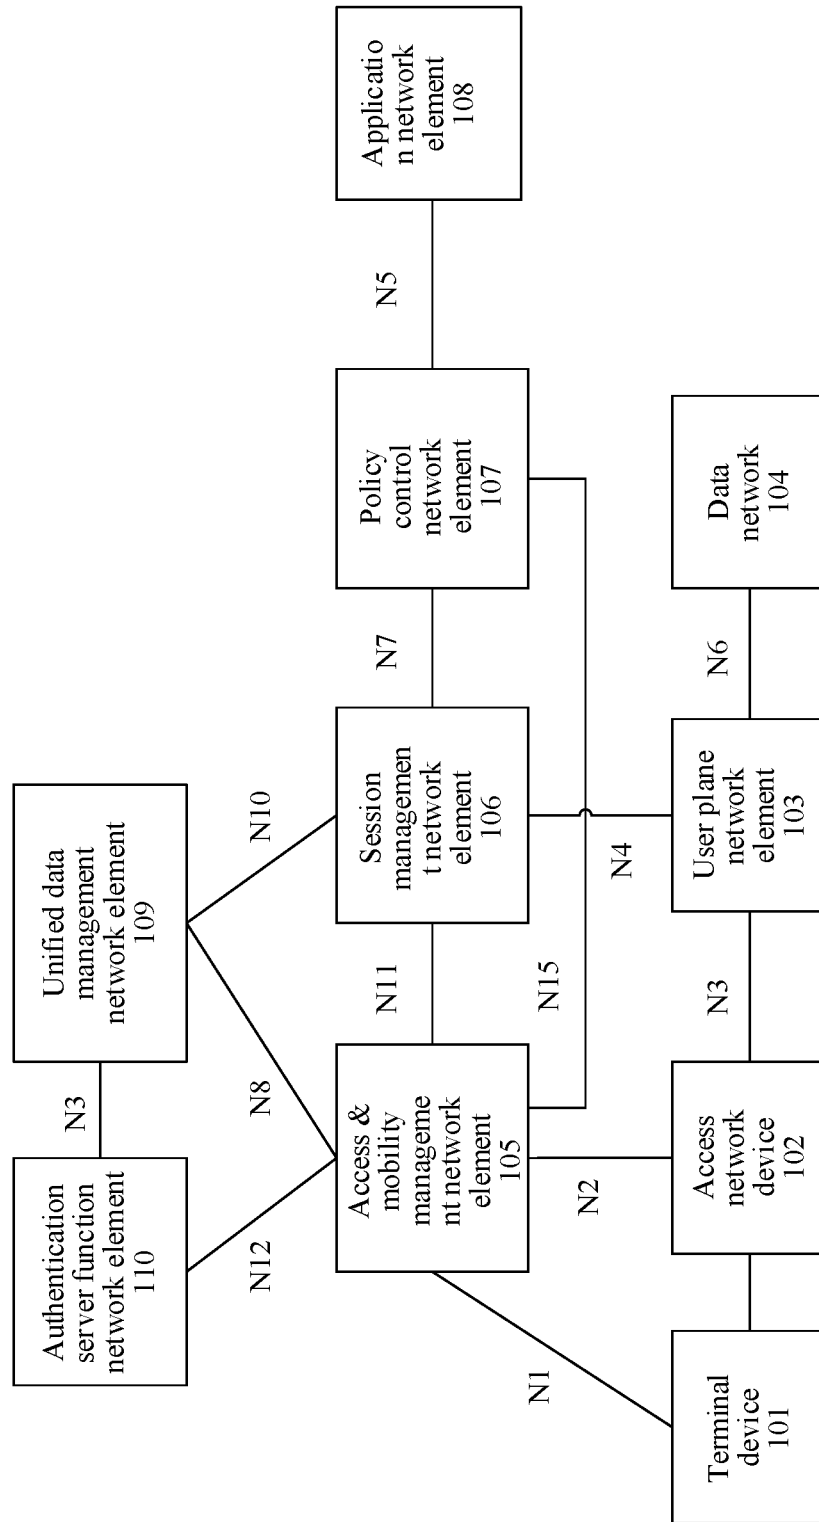 Authentication
server function
network element
110
N3
Unified data
management
network element
109
N12
N8
N10
Access &
mobility
manageme
nt network
element
105
N11
Session
managemen
t network
element
106
N7
Policy
control
network
element
107
N5
Applicatio
n network
element
108
N1
N2
N15
N4
Terminal
device
101
Access
network
device
102
N3
User plane
network
element
103
N6
Data
network
104